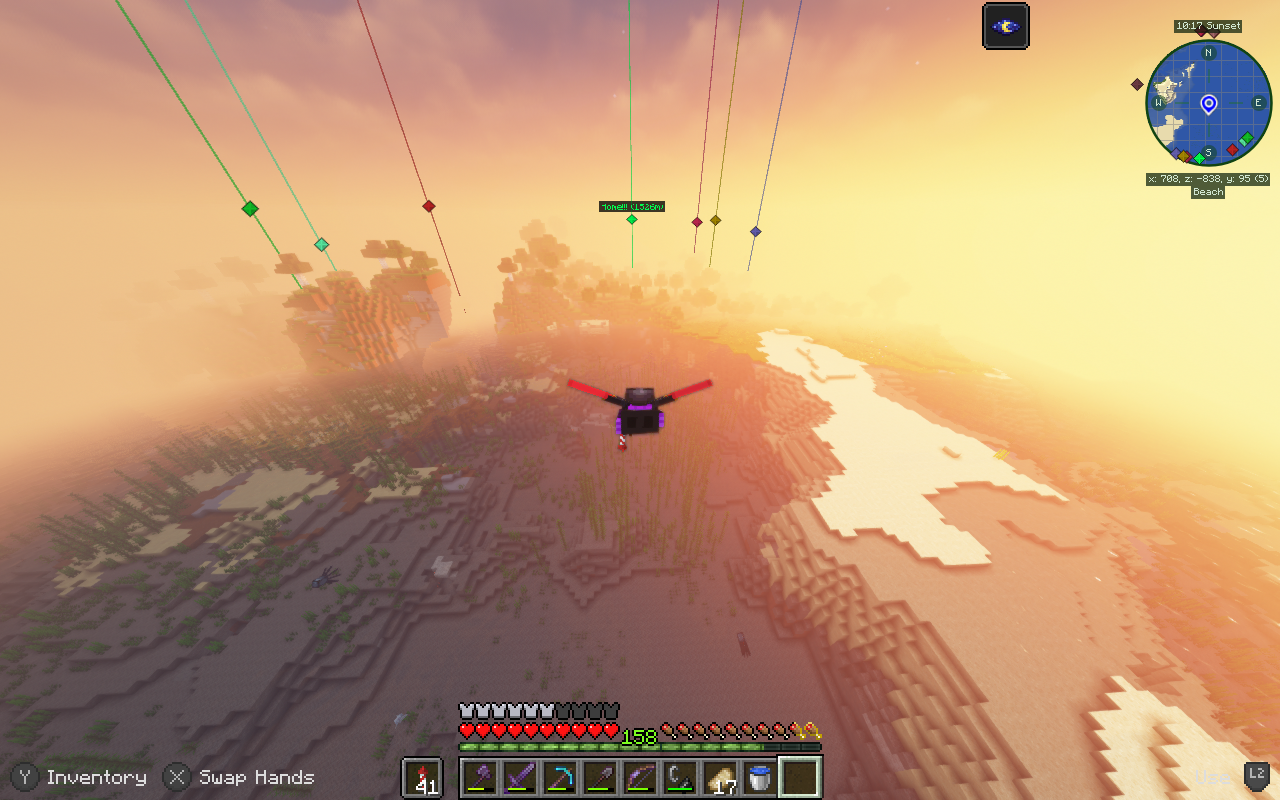 10:17 Sunset
N
W
E
S
x: 708, z: -838, y: 95 (5)
Beach
Home!!! (1526m)
158
41
17
Y Inventory X Swap Hands
Use L2